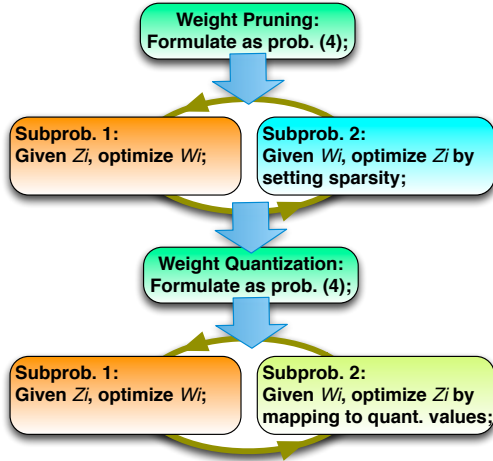 Weight Pruning:
Formulate as prob. (4);
Subprob. 1:
Given Zi, optimize Wi;
Subprob. 2:
Given Wi, optimize Zi by
setting sparsity;
Weight Quantization:
Formulate as prob. (4);
Subprob. 1:
Given Zi, optimize Wi;
Subprob. 2:
Given Wi, optimize Zi by
mapping to quant. values;